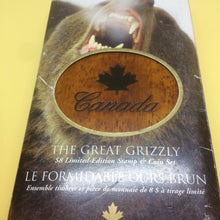 Canada
THE GREAT GRIZZLY
$8 Limited-Edition Stamp & Coin Set
LE FORMIDABLE OURS BRUN
Ensemble timbre et pièce de monnaie de 8 $ à tirage limité